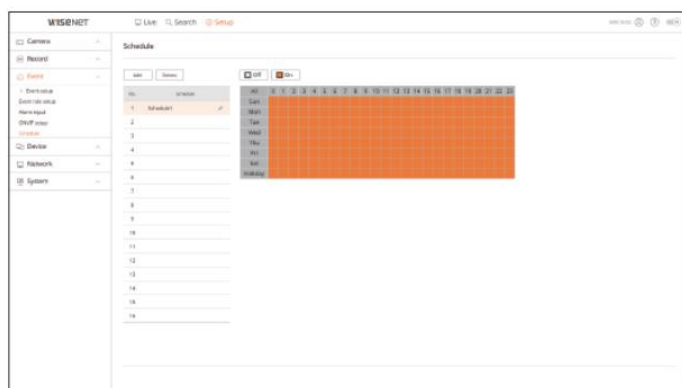 WISENET
Live Search Setup
Camera
Schedule
Record
Event
Add Delete Off On
Event setup
No. Schedule All 0 1 2 3 4 5 6 7 8 9 10 11 12 13 14 15 16 17 18 19 20 21 22 23
Event rule setup
1 Schedule1 Sun
Alarm input
Mon
ONVIF setup
2 Tue
Schedule
3 Wed
Device
4 Thu
Network
5 Fri
System
6 Sat
Holiday
7
8
9
10
11
12
13
14
15
16